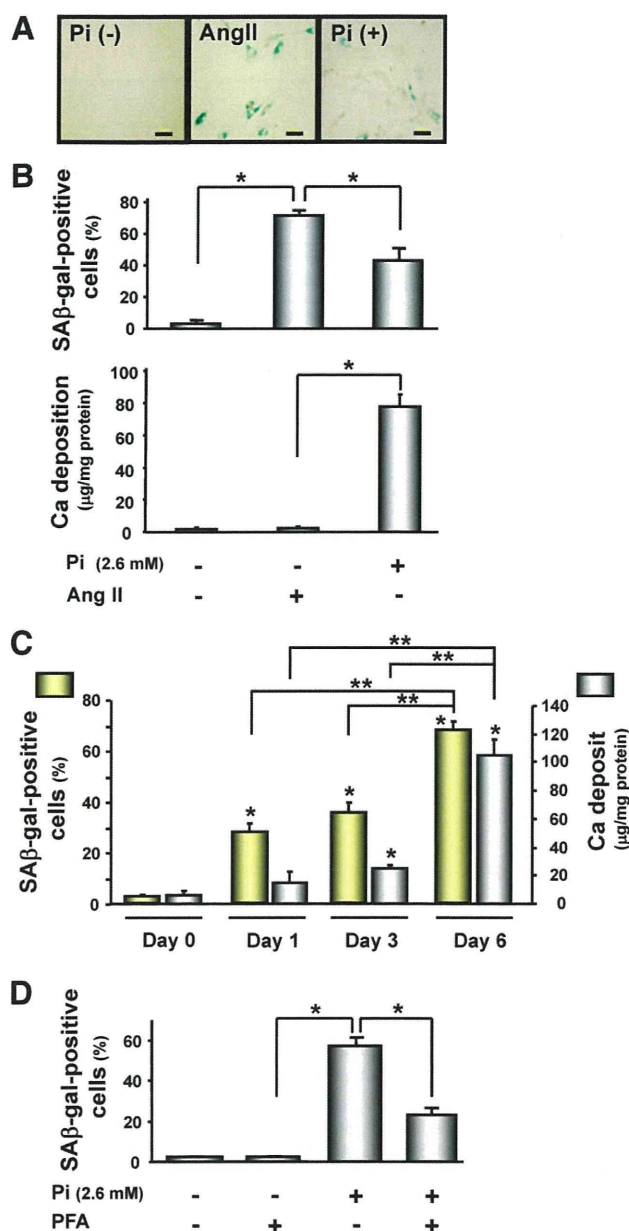 A
Pi (-) AngII Pi (+)
B
* *
SAβ-gal-positive
cells (%)
80
60
40
20
0
*
Ca deposition
(μg/mg protein)
100
80
60
40
20
0
Pi (2.6 mM) - - +
Ang II - + -
C
**
**
**
**
SAβ-gal-positive
cells (%)
80
60
40
20
0
* * * * *
140
120
100
80
60
40
20
0
Ca deposit
(μg/mg protein)
Day 0 Day 1 Day 3 Day 6
D
* *
SAβ-gal-positive
cells (%)
60
40
20
0
Pi (2.6 mM) - - + +
PFA - + - +